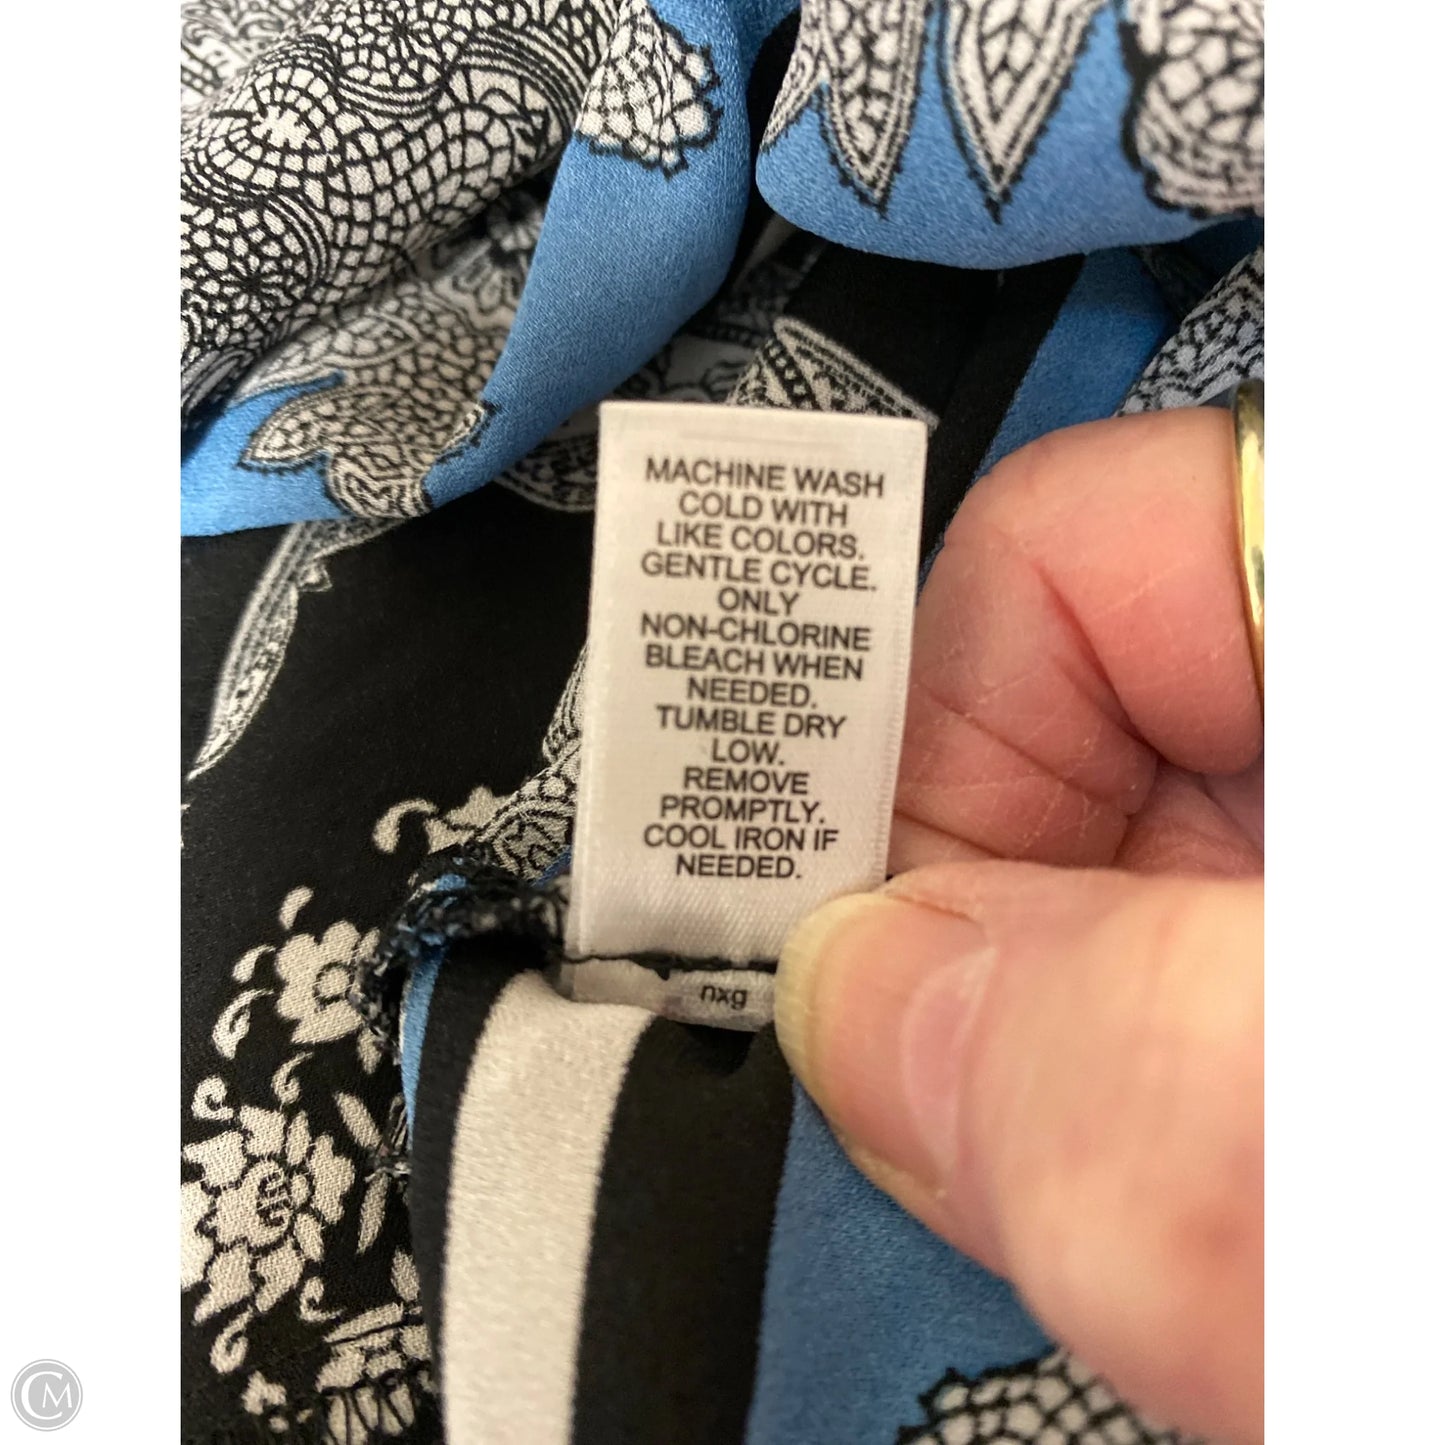 MACHINE WASH
COLD WITH
LIKE COLORS.
GENTLE CYCLE.
ONLY
NON-CHLORINE
BLEACH WHEN
NEEDED.
TUMBLE DRY
LOW.
REMOVE
PROMPTLY.
COOL IRON IF
NEEDED.
nxg
CM